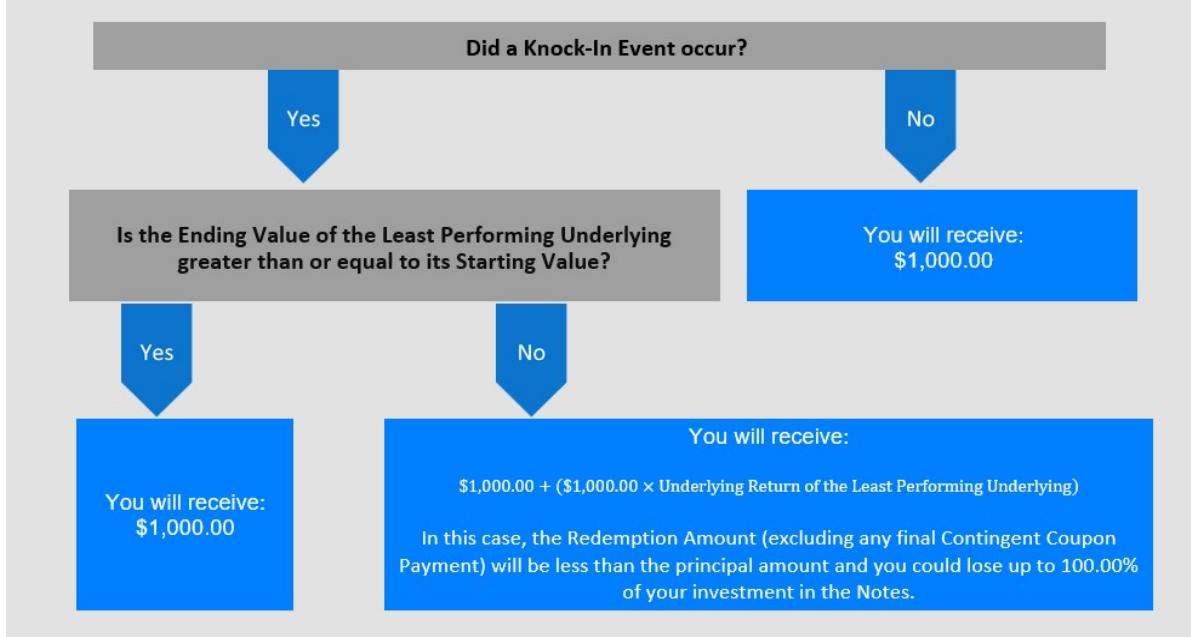 Did a Knock-In Event occur?
Yes
No
Is the Ending Value of the Least Performing Underlying
greater than or equal to its Starting Value?
You will receive:
$1,000.00
Yes
No
You will receive:
$1,000.00
You will receive:
$1,000.00 + ($1,000.00 × Underlying Return of the Least Performing Underlying)
In this case, the Redemption Amount (excluding any final Contingent Coupon
Payment) will be less than the principal amount and you could lose up to 100.00%
of your investment in the Notes.